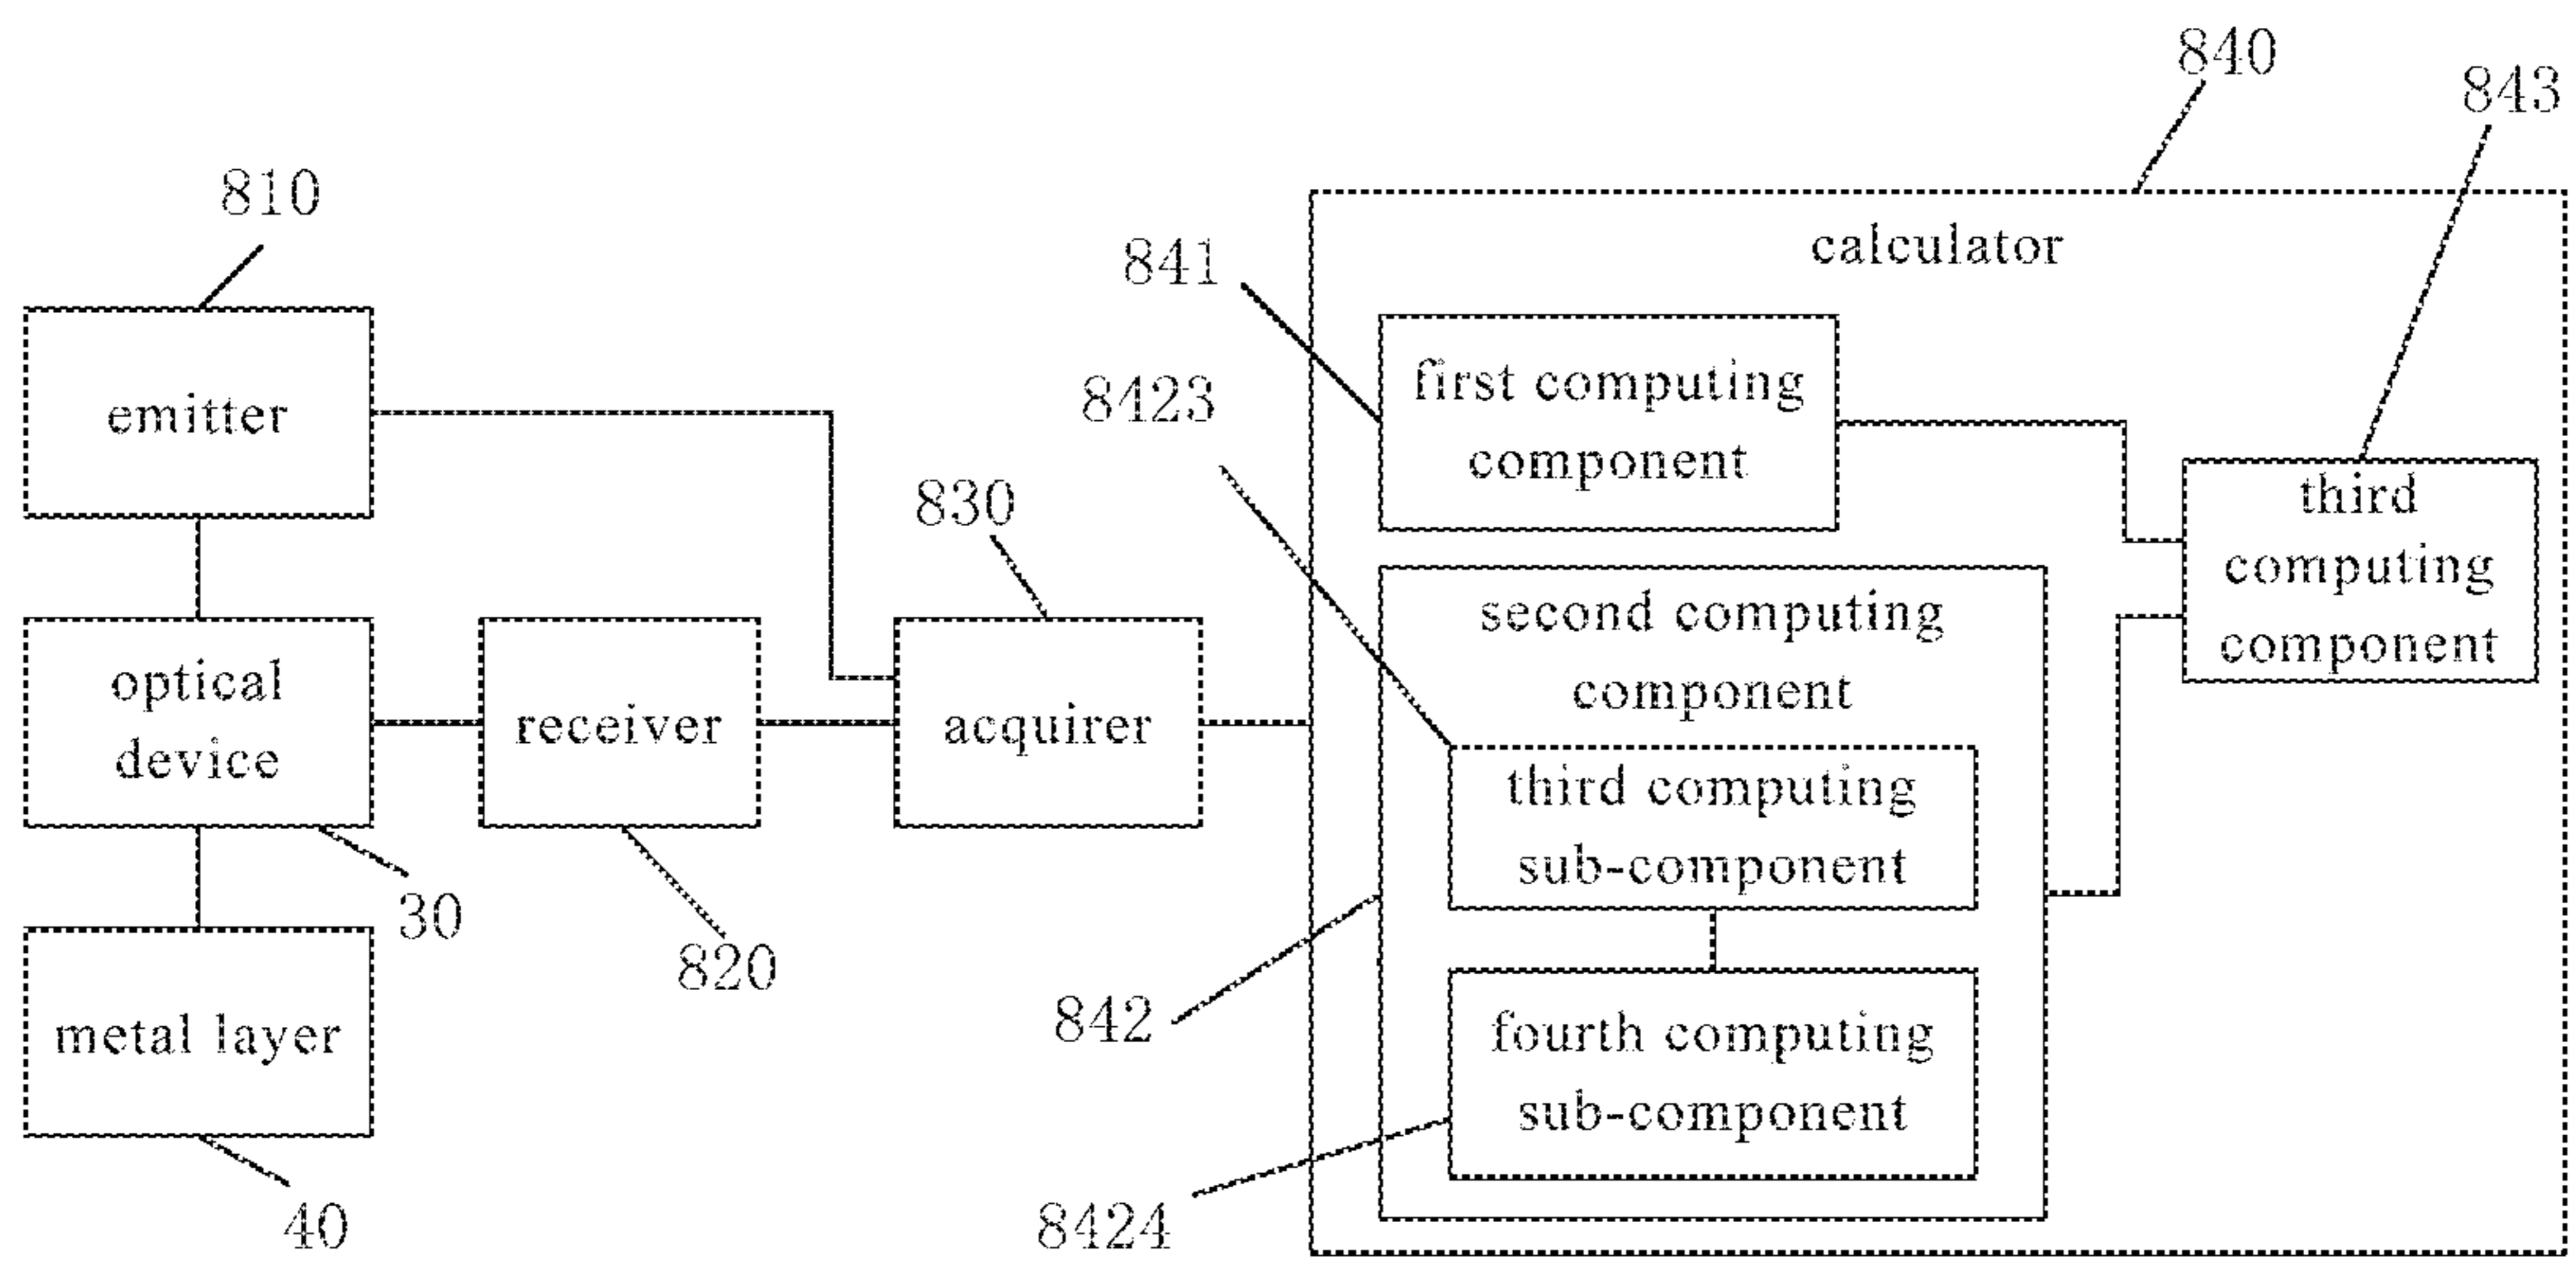 840
843
810
calculator
841
first computing
component
8423
emitter
third
computing
component
830
second computing
component
optical
device
receiver
acquirer
third computing
sub-component
30
820
842
metal layer
fourth computing
sub-component
40
8424